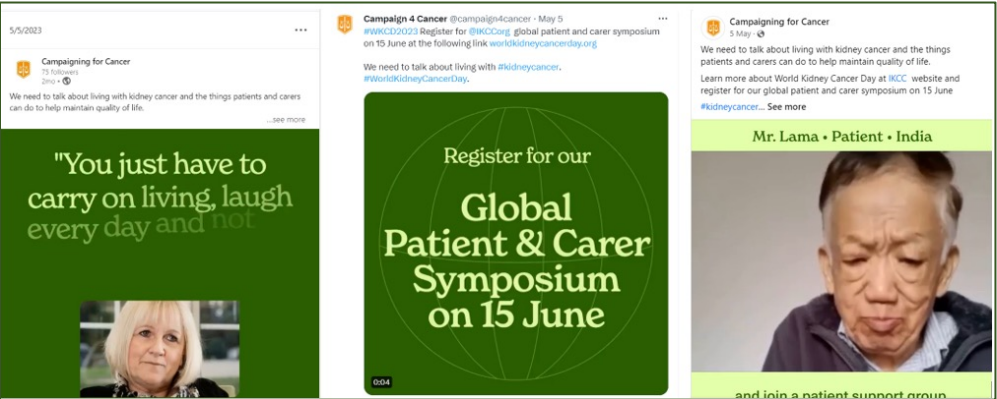 5/5/2023
Campaigning for Cancer
75 followers
2mo •
We need to talk about living with kidney cancer and the things patients and carers
can do to help maintain quality of life.
...see more
"You just have to
carry on living, laugh
every day and not
Campaign 4 Cancer @campaign4cancer · May 5
#WKCD2023 Register for @IKCCorg global patient and carer symposium
on 15 June at the following link worldkidneycancerday.org
We need to talk about living with #kidneycancer.
#WorldKidneyCancerDay.
Register for our
Global
Patient & Carer
Symposium
on 15 June
0:04
Campaigning for Cancer
5 May ·
We need to talk about living with kidney cancer and the things
patients and carers can do to help maintain quality of life.
Learn more about World Kidney Cancer Day at IKCC website and
register for our global patient and carer symposium on 15 June
#kidneycancer... See more
Mr. Lama • Patient • India
and join a patient support group